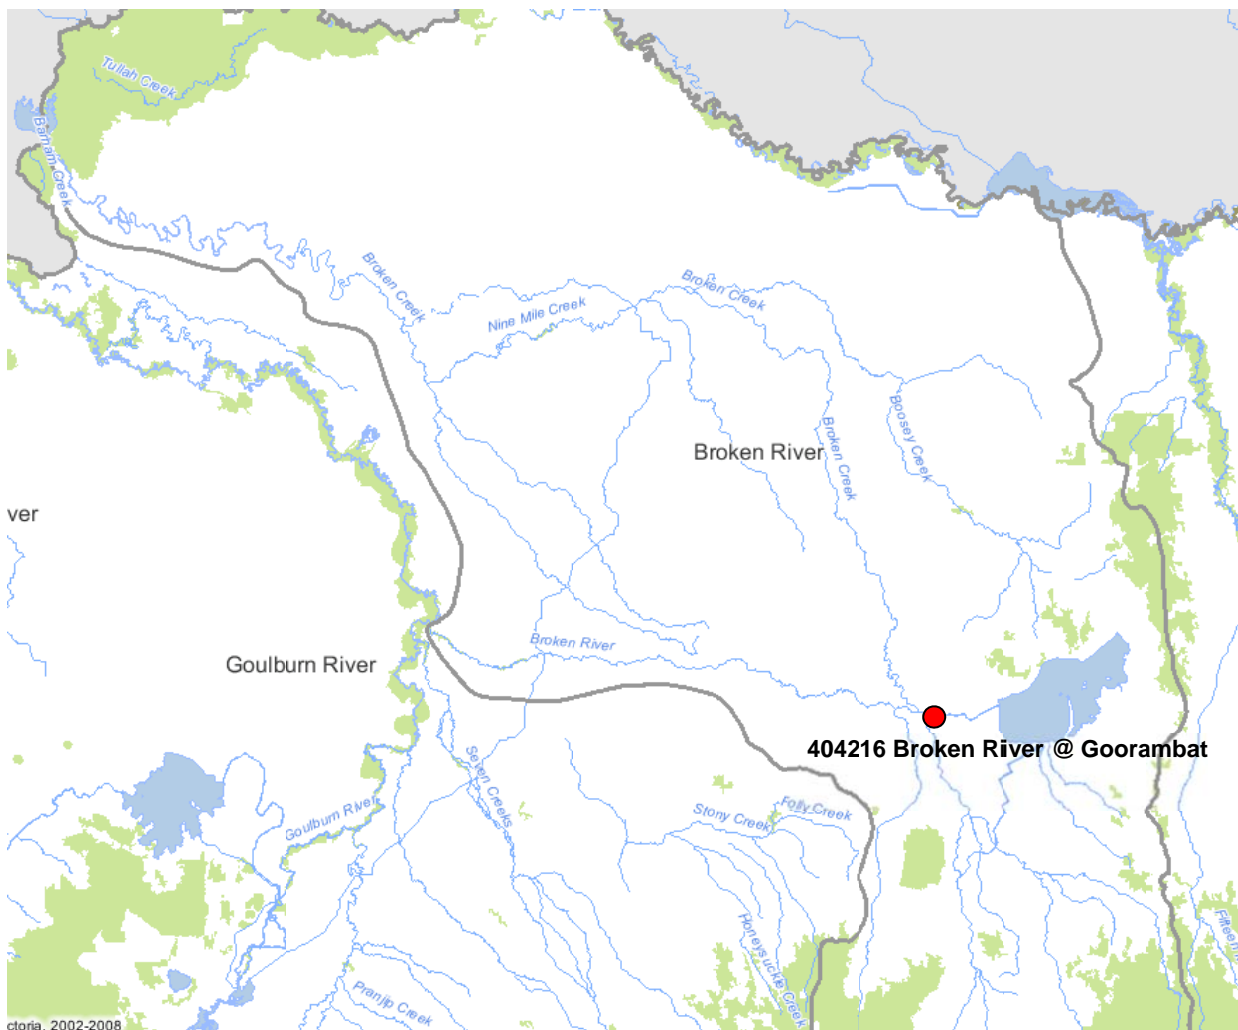 Tullah Creek
Barmah Creek
Broken Creek
Nine Mile Creek
Broken Creek
Boosey Creek
Broken Creek
Broken River
ver
Broken River
Goulburn River
404216 Broken River @ Goorambat
Seven Creeks
Goulburn River
Stony Creek
Folly Creek
Honeysuckle Creek
Fifteen
Pranjip Creek
ctoria, 2002-2008